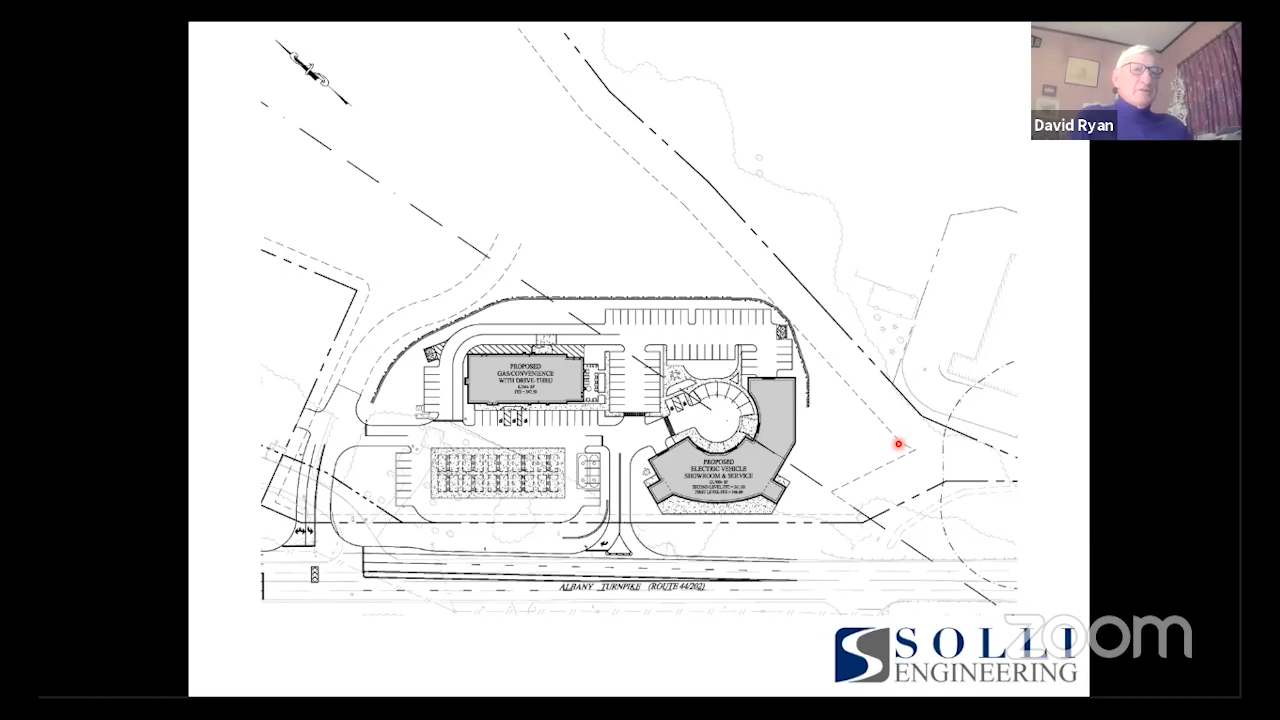 David Ryan
PROPOSED
GAS/CONVENIENCE
WITH DRIVE-THRU
PROPOSED
ELECTRIC VEHICLE
SHOWROOM & SERVICE
ALBANY TURNPIKE (ROUTE 44/202)
SOLLI
ENGINEERING
zoom